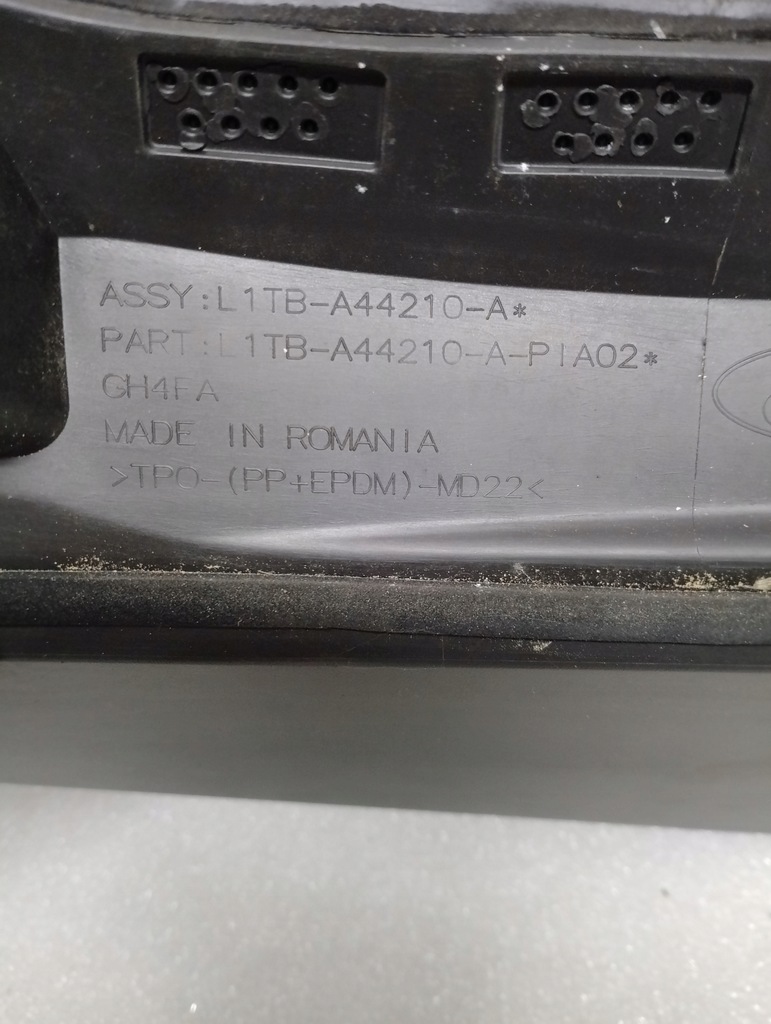 ASSY:L1TB-A44210-A*
PART:L1TB-A44210-A-PIA02*
GH4FA
MADE IN ROMANIA
>TPO-(PP+EPDM)-MD22<